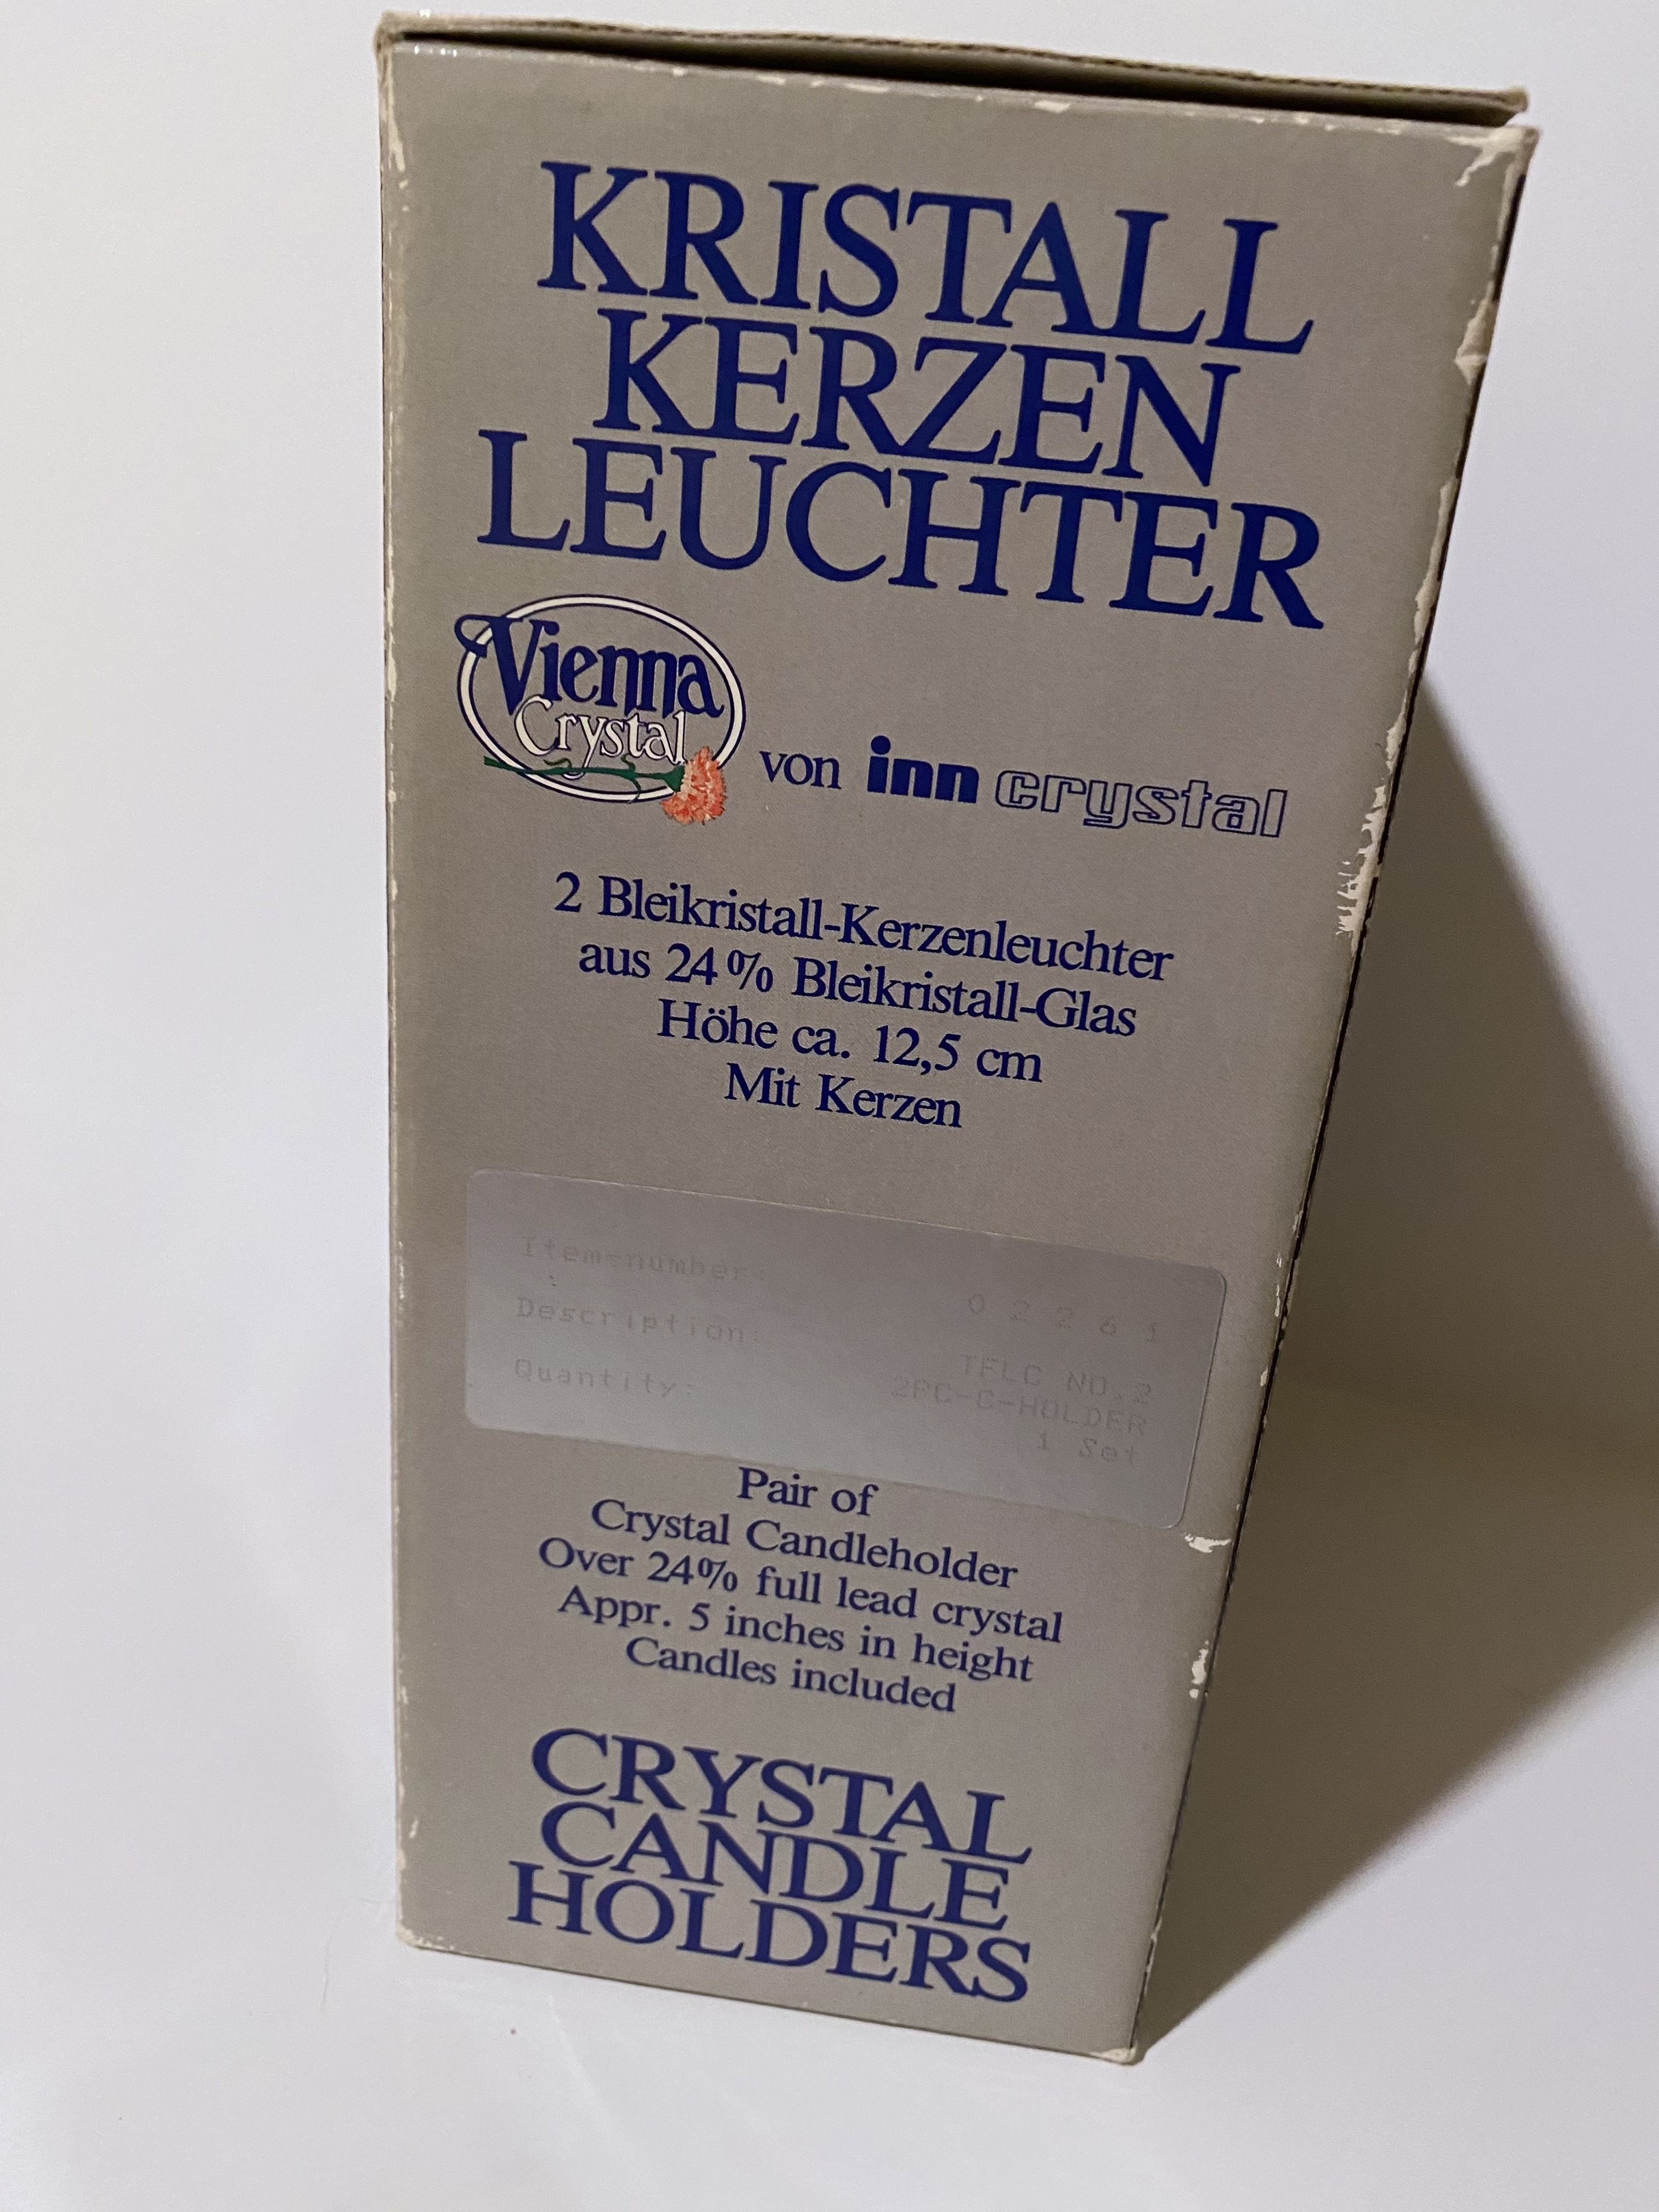 KRISTALL
KERZEN
LEUCHTER
Vienna
Crystal
von inn crystal
2 Bleikristall-Kerzenleuchter
aus 24% Bleikristall-Glas
Höhe ca. 12,5 cm
Mit Kerzen
Item-number:
0 2 2 6 1
Description:
TFLC NO.2
2PC-C-HOLDER
Quantity:
1 Set
Pair of
Crystal Candleholder
Over 24% full lead crystal
Appr. 5 inches in height
Candles included
CRYSTAL
CANDLE
HOLDERS